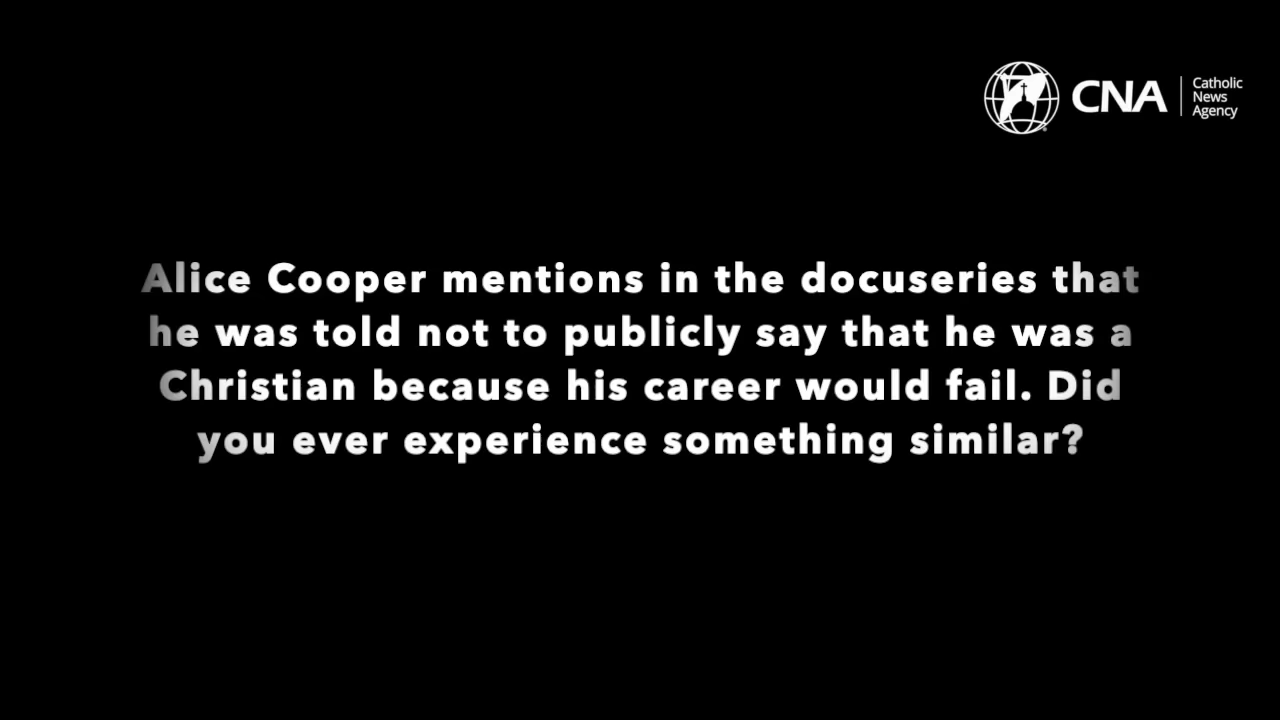 CNA
Catholic
News
Agency
Alice Cooper mentions in the docuseries that
he was told not to publicly say that he was a
Christian because his career would fail. Did
you ever experience something similar?